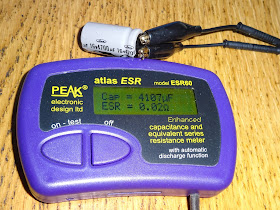 PEAK®
electronic
design ltd
atlas ESR model ESR60
Cap = 4107µF
ESR = 0.02Ω
on - test off
Enhanced
capacitance and
equivalent series
resistance meter
with automatic
discharge function